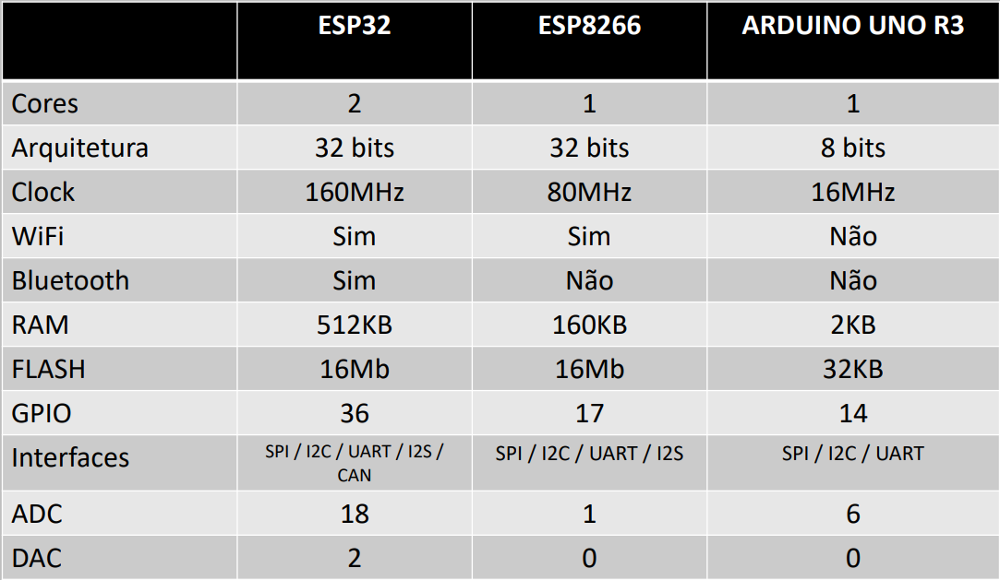 ESP32 ESP8266 ARDUINO UNO R3
Cores 2 1 1
Arquitetura 32 bits 32 bits 8 bits
Clock 160MHz 80MHz 16MHz
WiFi Sim Sim Não
Bluetooth Sim Não Não
RAM 512KB 160KB 2KB
FLASH 16Mb 16Mb 32KB
GPIO 36 17 14
Interfaces SPI / I2C / UART / I2S / CAN SPI / I2C / UART / I2S SPI / I2C / UART
ADC 18 1 6
DAC 2 0 0